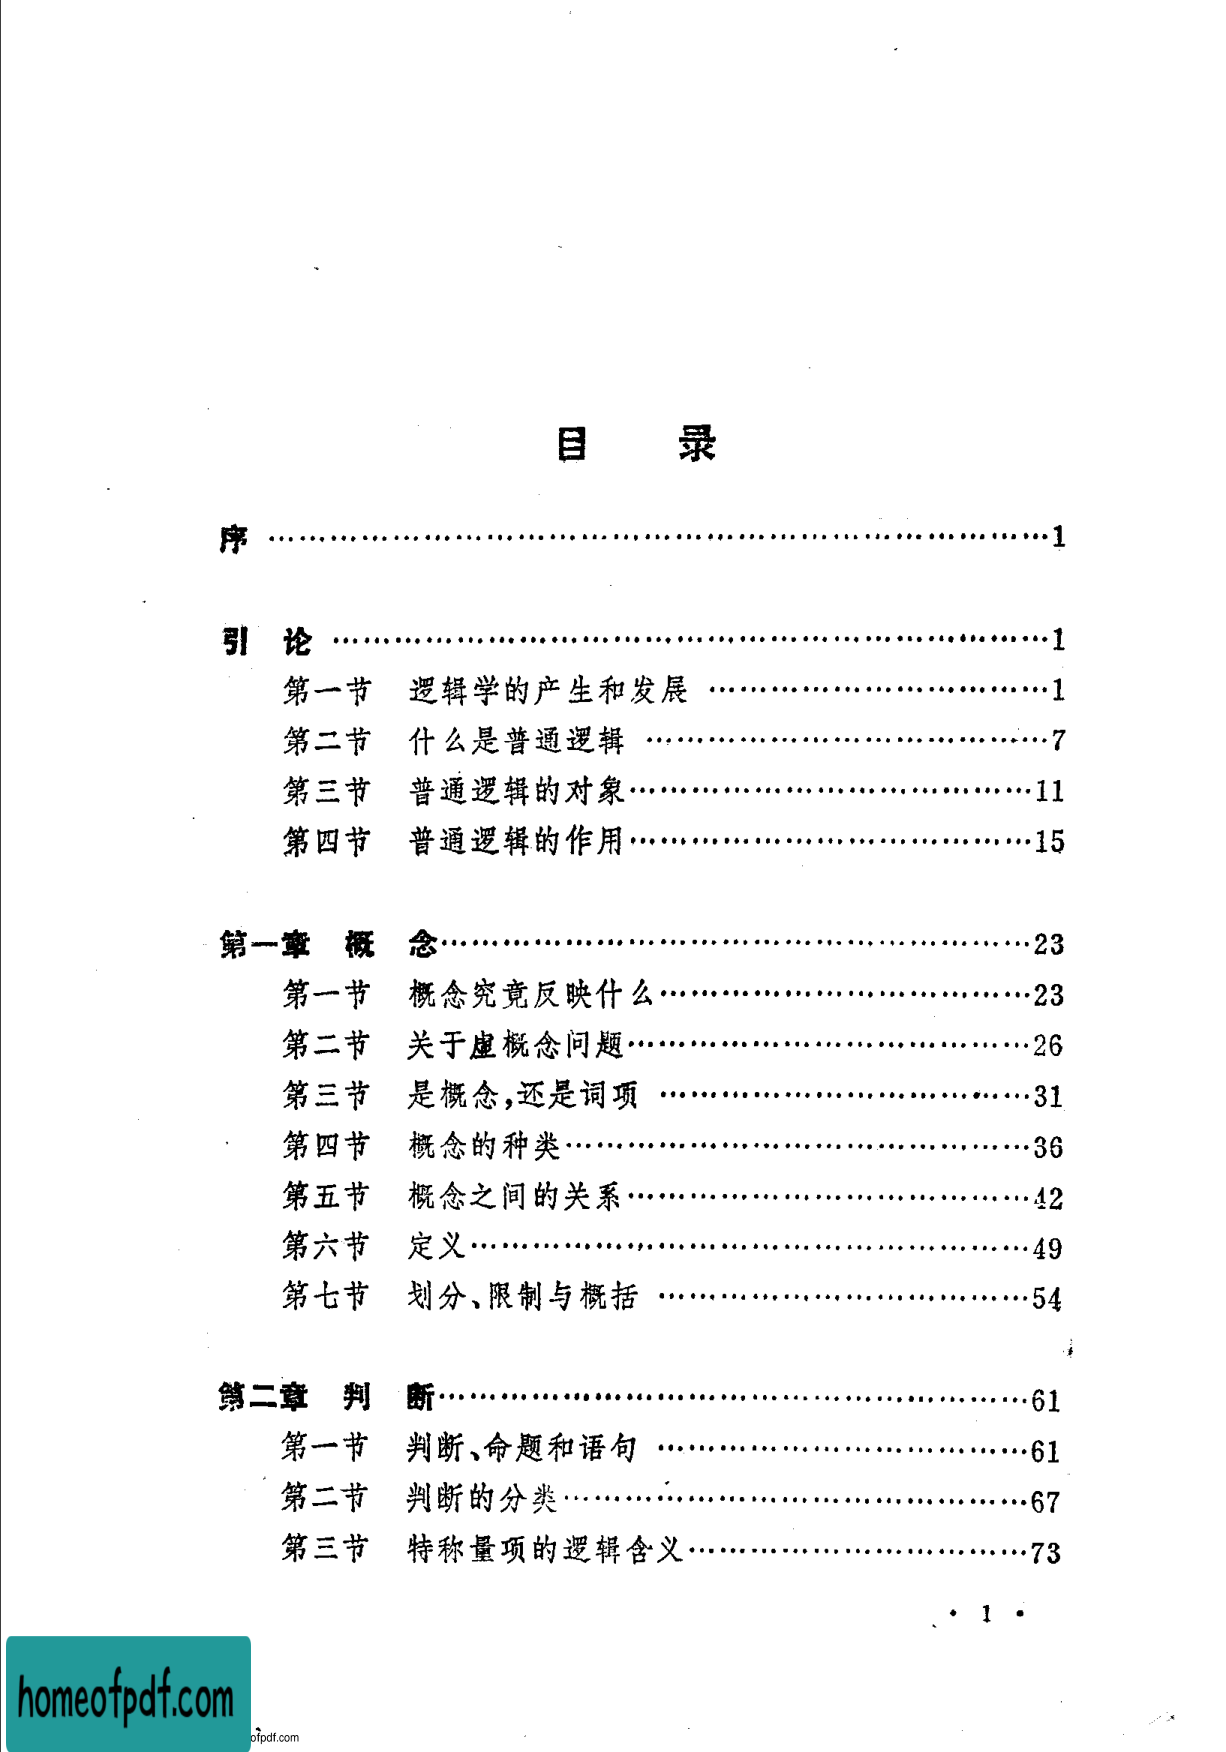 目 录
序 ……………………………………………………………………1
引 论 ………………………………………………………………1
第一节 逻辑学的产生和发展 ……………………………1
第二节 什么是普通逻辑 …………………………………7
第三节 普通逻辑的对象…………………………………11
第四节 普通逻辑的作用…………………………………15
第一章 概 念…………………………………………………23
第一节 概念究竟反映什么………………………………23
第二节 关于虚概念问题…………………………………26
第三节 是概念,还是词项 ………………………………31
第四节 概念的种类………………………………………36
第五节 概念之间的关系…………………………………42
第六节 定义………………………………………………49
第七节 划分、限制与概括 ………………………………54
第二章 判 断…………………………………………………61
第一节 判断、命题和语句 ………………………………61
第二节 判断的分类………………………………………67
第三节 特称量项的逻辑含义……………………………73
· 1 ·
homeofpdf.com
ofpdf.com